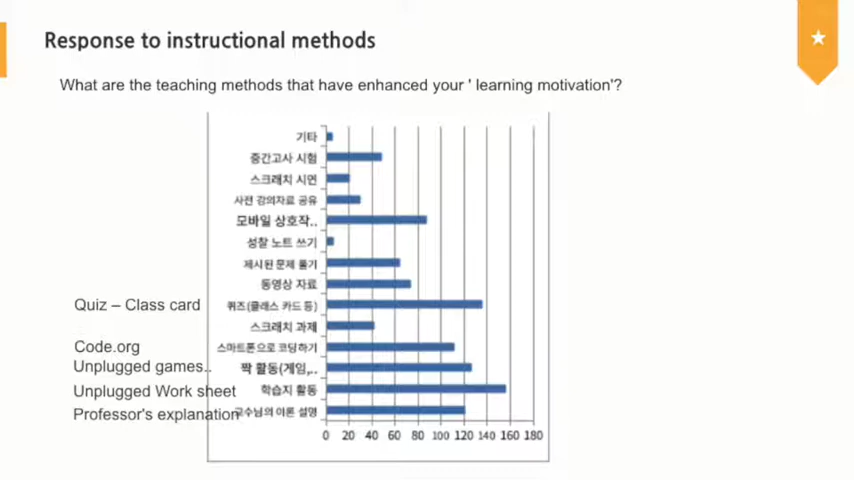 Response to instructional methods
What are the teaching methods that have enhanced your ' learning motivation'?
기타
중간고사 시험
스크래치 시연
사전 강의자료 공유
모바일 상호작..
성찰 노트 쓰기
제시된 문제 풀기
동영상 자료
Quiz – Class card 퀴즈(클래스 카드 등)
스크래치 과제
Code.org 스마트폰으로 코딩하기
Unplugged games.. 짝 활동(게임,..
Unplugged Work sheet 학습지 활동
Professor's explanation 교수님의 이론 설명
0 20 40 60 80 100 120 140 160 180